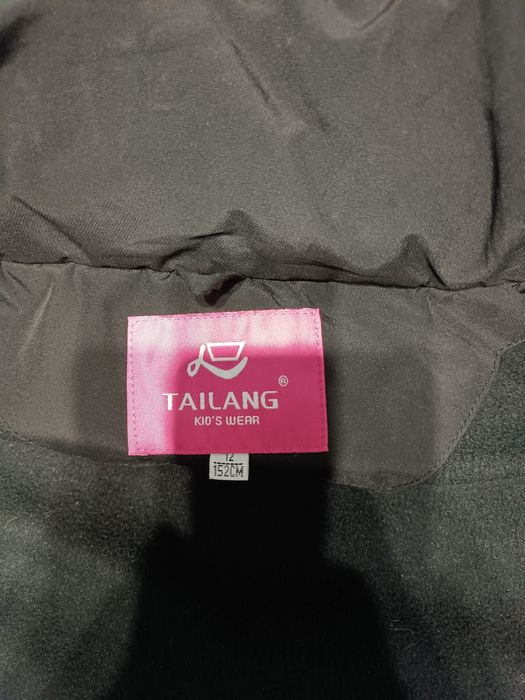 TAILANG ®
KID'S WEAR
12
152CM